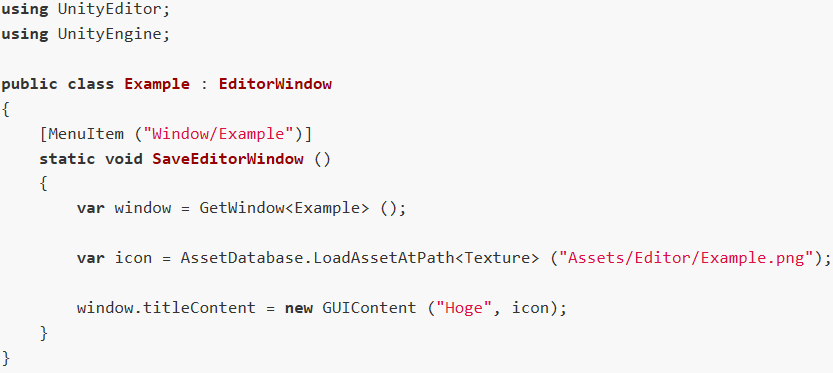 using UnityEditor;
using UnityEngine;

public class Example : EditorWindow
{
    [MenuItem ("Window/Example")]
    static void SaveEditorWindow ()
    {
        var window = GetWindow<Example> ();

        var icon = AssetDatabase.LoadAssetAtPath<Texture> ("Assets/Editor/Example.png");

        window.titleContent = new GUIContent ("Hoge", icon);
    }
}